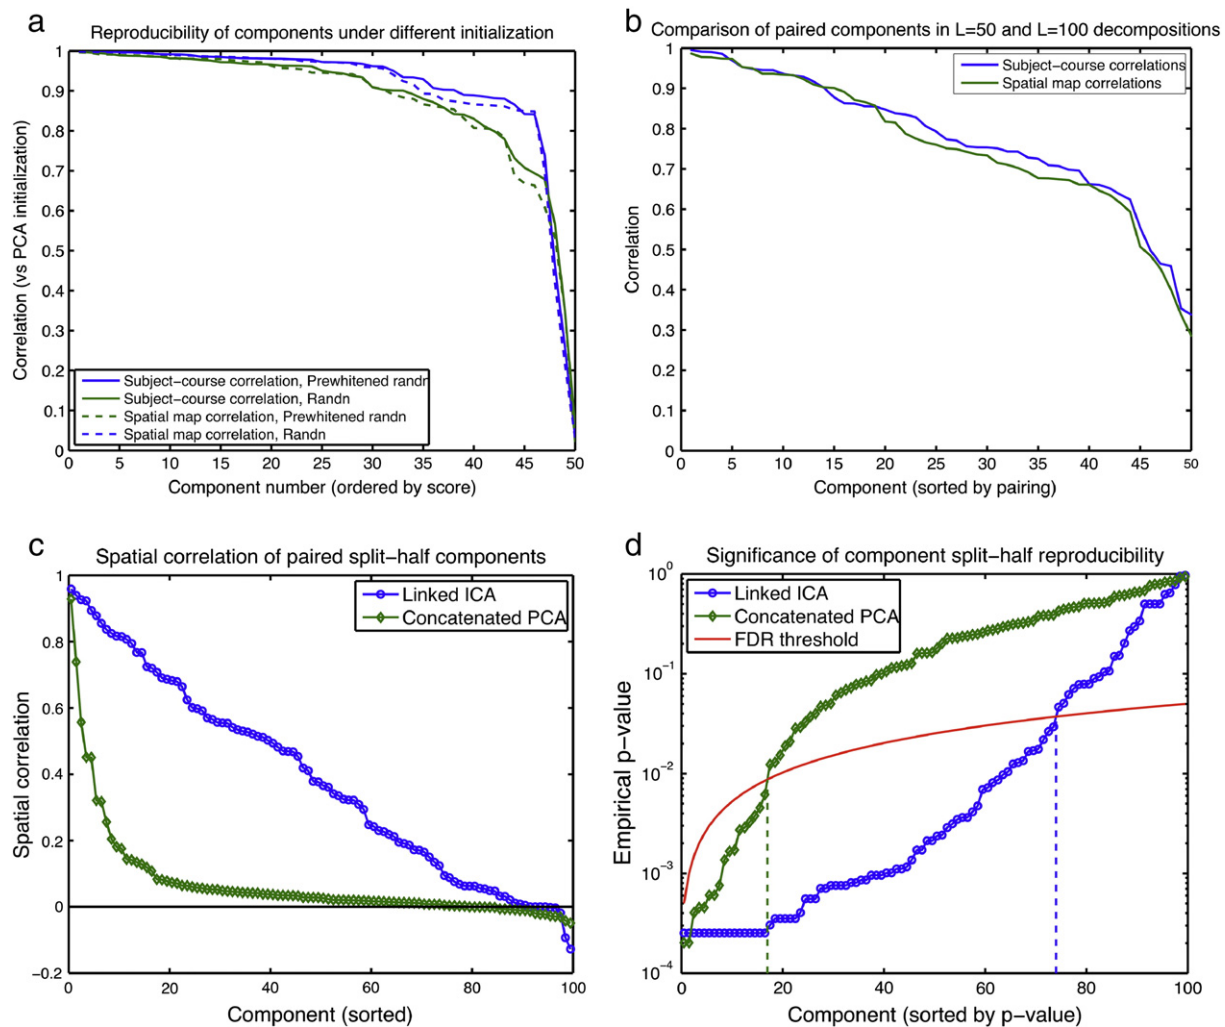 a
Reproducibility of components under different initialization
1
0.9
0.8
0.7
0.6
0.5
0.4
0.3
0.2
0.1
0
Correlation (vs PCA initialization)
Subject-course correlation, Prewhitened randn
Subject-course correlation, Randn
Spatial map correlation, Prewhitened randn
Spatial map correlation, Randn
0 5 10 15 20 25 30 35 40 45 50
Component number (ordered by score)
b
Comparison of paired components in L=50 and L=100 decompositions
1
0.9
0.8
0.7
0.6
0.5
0.4
0.3
0.2
0.1
0
Correlation
Subject-course correlations
Spatial map correlations
0 5 10 15 20 25 30 35 40 45 50
Component (sorted by pairing)
c
Spatial correlation of paired split-half components
1
0.8
0.6
0.4
0.2
0
-0.2
Spatial correlation
Linked ICA
Concatenated PCA
0 20 40 60 80 100
Component (sorted)
d
Significance of component split-half reproducibility
10⁰
10⁻¹
10⁻²
10⁻³
10⁻⁴
Empirical p-value
Linked ICA
Concatenated PCA
FDR threshold
0 20 40 60 80 100
Component (sorted by p-value)